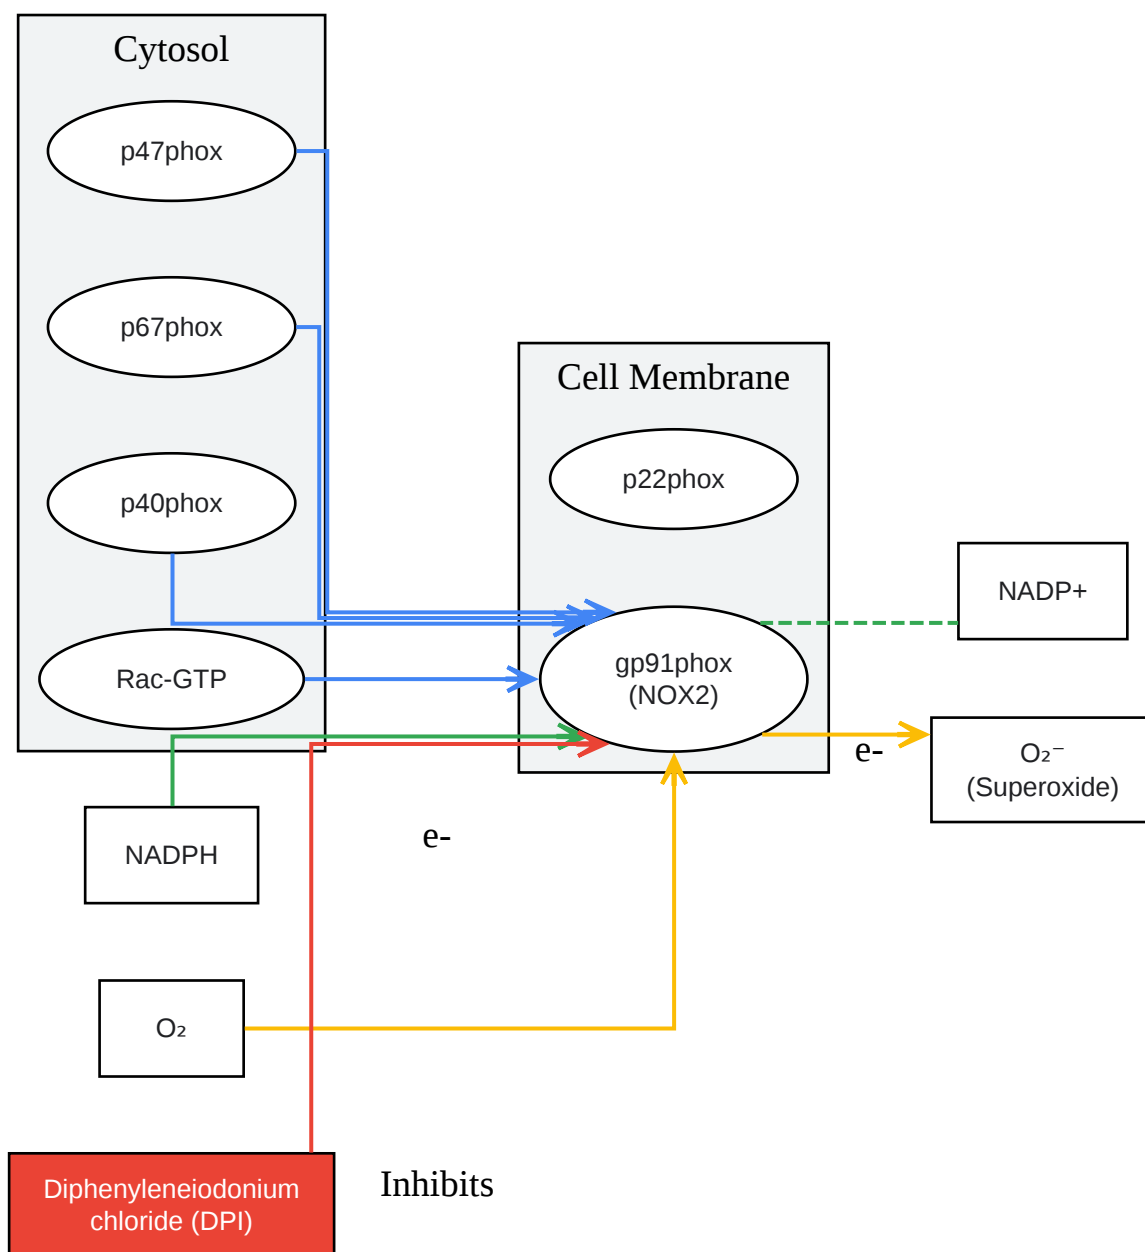 Cytosol
p47phox
p67phox
Cell Membrane
p22phox
p40phox
NADP+
gp91phox
(NOX2)
Rac-GTP
e-
O₂⁻
(Superoxide)
e-
NADPH
O₂
Inhibits
Diphenyleneiodonium
chloride (DPI)